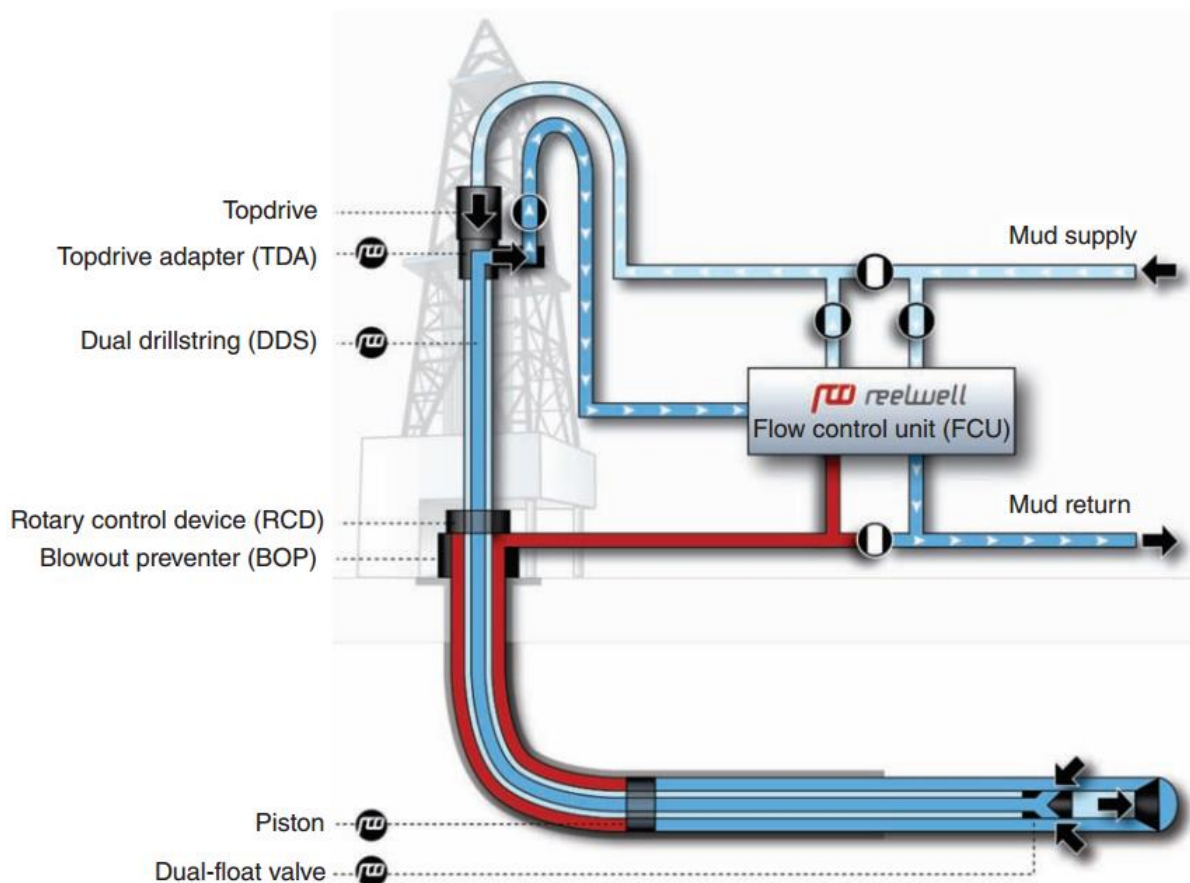 Topdrive
Topdrive adapter (TDA)
Dual drillstring (DDS)
Mud supply
reelwell
Flow control unit (FCU)
Rotary control device (RCD)
Blowout preventer (BOP)
Mud return
Piston
Dual-float valve